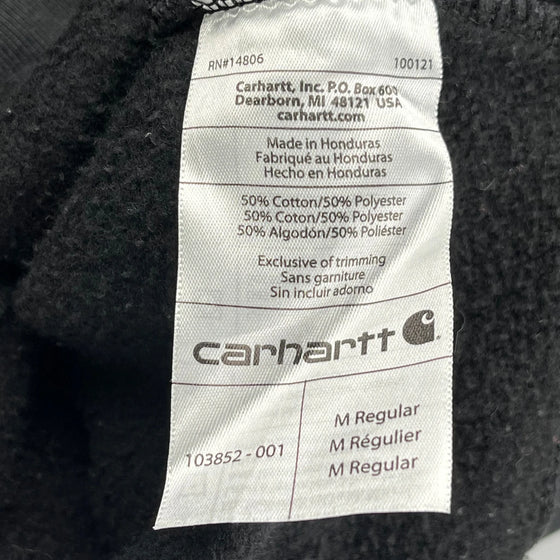 RN#14806 100121
Carhartt, Inc. P.O. Box 600
Dearborn, MI 48121 USA
carhartt.com
Made in Honduras
Fabriqué au Honduras
Hecho en Honduras
50% Cotton/50% Polyester
50% Coton/50% Polyester
50% Algodón/50% Poliéster
Exclusive of trimming
Sans garniture
Sin incluir adorno
carhartt
103852 - 001
M Regular
M Régulier
M Regular